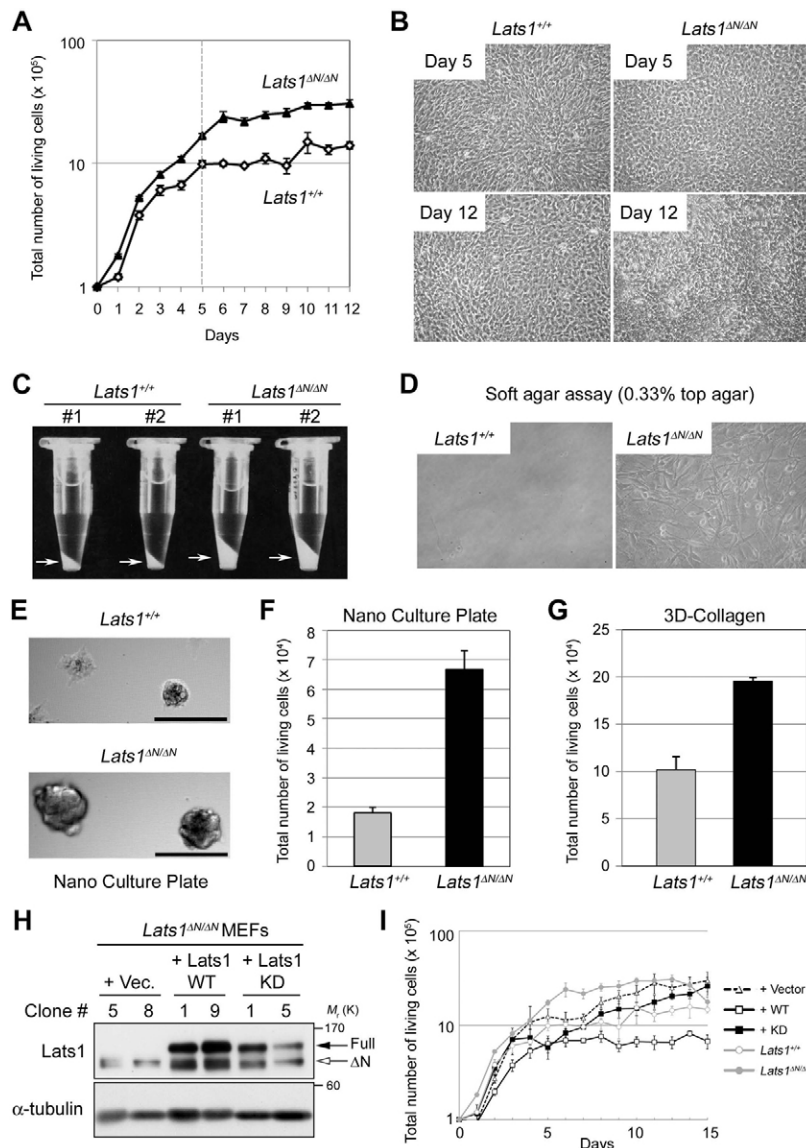 A
Total number of living cells (x 10⁵)
100
10
1
0 1 2 3 4 5 6 7 8 9 10 11 12
Days
Lats1ΔN/ΔN
Lats1+/+
B
Lats1+/+ Lats1ΔN/ΔN
Day 5 Day 5
Day 12 Day 12
C
Lats1+/+ Lats1ΔN/ΔN
#1 #2 #1 #2
D
Soft agar assay (0.33% top agar)
Lats1+/+ Lats1ΔN/ΔN
E
Lats1+/+
Lats1ΔN/ΔN
Nano Culture Plate
F
Nano Culture Plate
Total number of living cells (x 10⁴)
8
7
6
5
4
3
2
1
0
Lats1+/+ Lats1ΔN/ΔN
G
3D-Collagen
Total number of living cells (x 10⁴)
25
20
15
10
5
0
Lats1+/+ Lats1ΔN/ΔN
H
Lats1ΔN/ΔN MEFs
+ Vec. + Lats1 WT + Lats1 KD
Clone # 5 8 1 9 1 5 Mr (K)
170
Lats1 Full
ΔN
60
α-tubulin
I
Total number of living cells (x 10⁵)
100
10
1
0 5 10 15
Days
+ Vector
+ WT
+ KD
Lats1+/+
Lats1ΔN/Δ